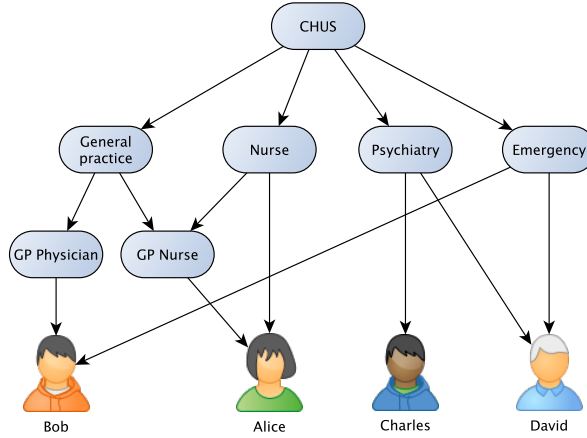 CHUS
General
practice
Nurse
Psychiatry
Emergency
GP Physician
GP Nurse
Bob
Alice
Charles
David